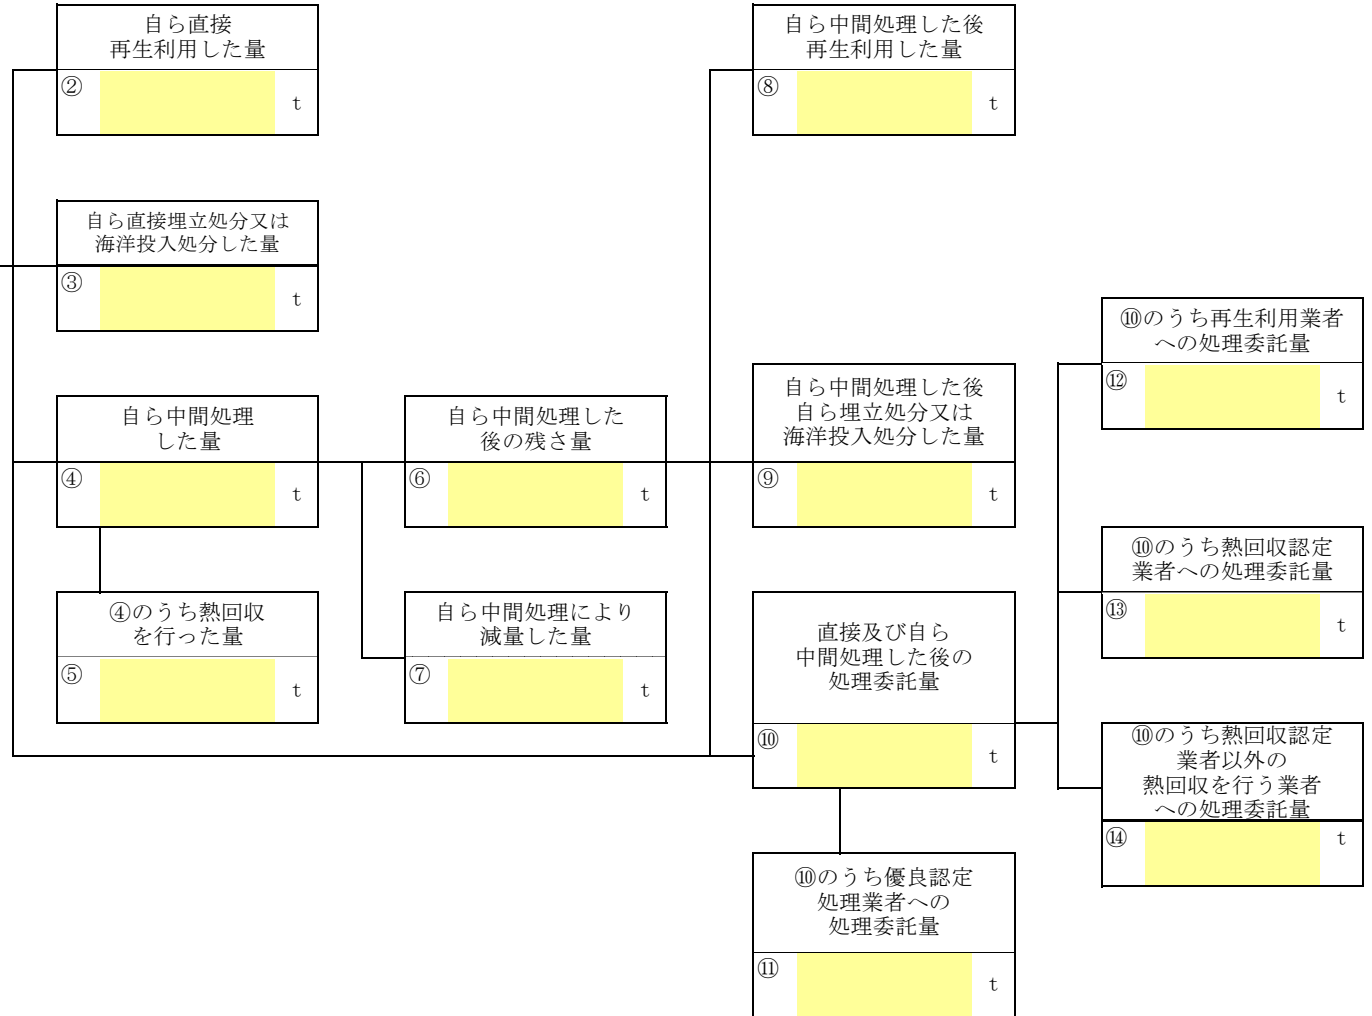 自ら直接
再生利用した量
②
t
自ら中間処理した後
再生利用した量
⑧
t
自ら直接埋立処分又は
海洋投入処分した量
③
t
⑩のうち再生利用業者
への処理委託量
⑫
t
自ら中間処理
した量
④
t
自ら中間処理した
後の残さ量
⑥
t
自ら中間処理した後
自ら埋立処分又は
海洋投入処分した量
⑨
t
⑩のうち熱回収認定
業者への処理委託量
⑬
t
④のうち熱回収
を行った量
⑤
t
自ら中間処理により
減量した量
⑦
t
直接及び自ら
中間処理した後の
処理委託量
⑩
t
⑩のうち熱回収認定
業者以外の
熱回収を行う業者
への処理委託量
⑭
t
⑩のうち優良認定
処理業者への
処理委託量
⑪
t